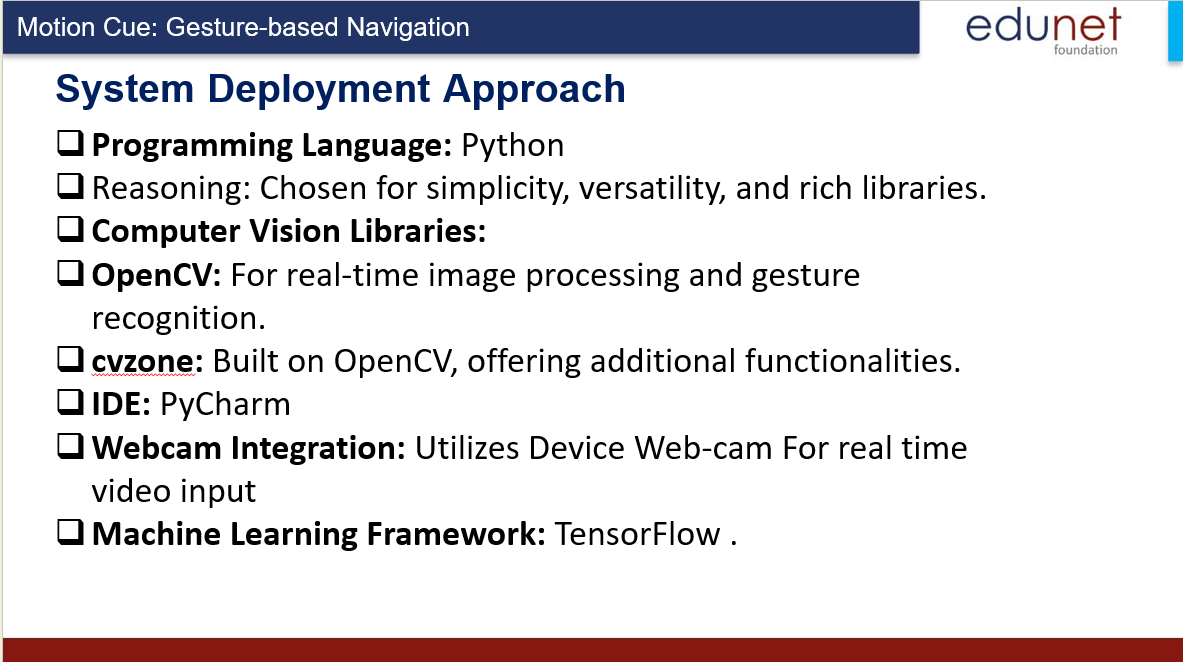 Motion Cue: Gesture-based Navigation
edunet
foundation
System Deployment Approach
Programming Language: Python
Reasoning: Chosen for simplicity, versatility, and rich libraries.
Computer Vision Libraries:
OpenCV: For real-time image processing and gesture
recognition.
cvzone: Built on OpenCV, offering additional functionalities.
IDE: PyCharm
Webcam Integration: Utilizes Device Web-cam For real time
video input
Machine Learning Framework: TensorFlow .